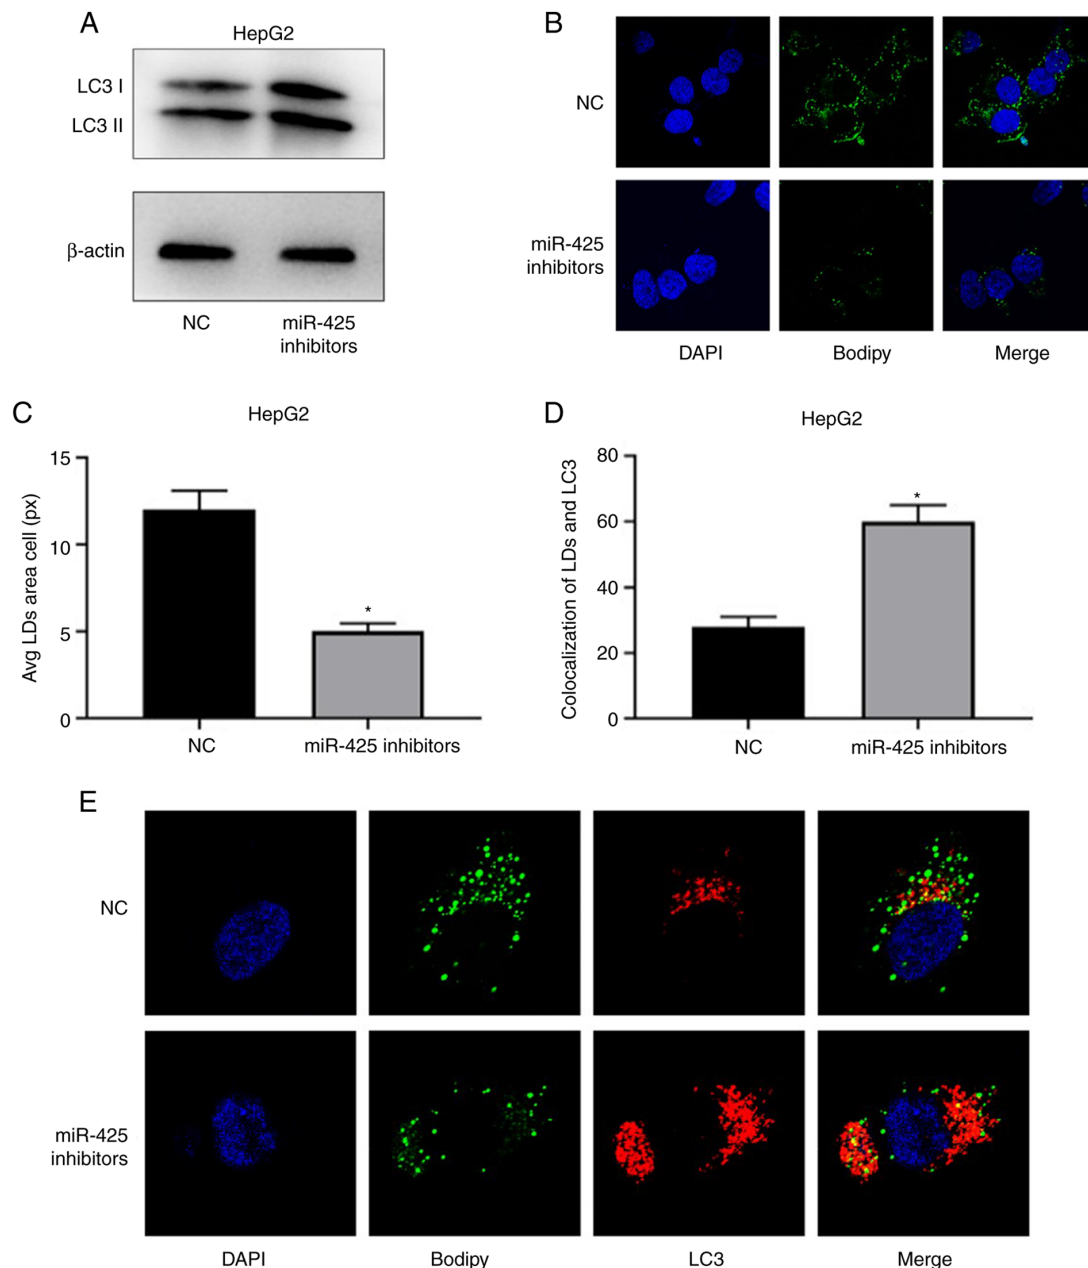 A
HepG2
LC3 I
LC3 II
β-actin
NC
miR-425
inhibitors
B
NC
miR-425
inhibitors
DAPI
Bodipy
Merge
C
HepG2
Avg LDs area cell (px)
15
10
5
0
*
NC
miR-425 inhibitors
D
HepG2
Colocalization of LDs and LC3
80
60
40
20
0
*
NC
miR-425 inhibitors
E
NC
miR-425
inhibitors
DAPI
Bodipy
LC3
Merge